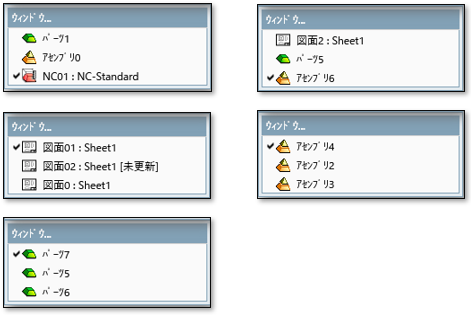 ｳｨﾝﾄﾞｳ...
ﾊﾟｰﾂ1
ｱｾﾝﾌﾞﾘ0
NC01 : NC-Standard
ｳｨﾝﾄﾞｳ...
図面2 : Sheet1
ﾊﾟｰﾂ5
ｱｾﾝﾌﾞﾘ6
ｳｨﾝﾄﾞｳ...
図面01 : Sheet1
図面02 : Sheet1 [未更新]
図面0 : Sheet1
ｳｨﾝﾄﾞｳ...
ｱｾﾝﾌﾞﾘ4
ｱｾﾝﾌﾞﾘ2
ｱｾﾝﾌﾞﾘ3
ｳｨﾝﾄﾞｳ...
ﾊﾟｰﾂ7
ﾊﾟｰﾂ5
ﾊﾟｰﾂ6